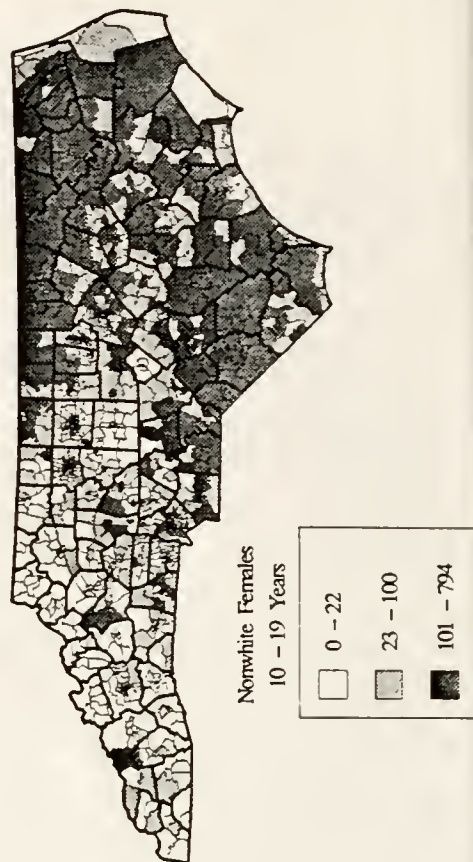 Nonwhite Females
10 – 19 Years
0 – 22
23 – 100
101 – 794